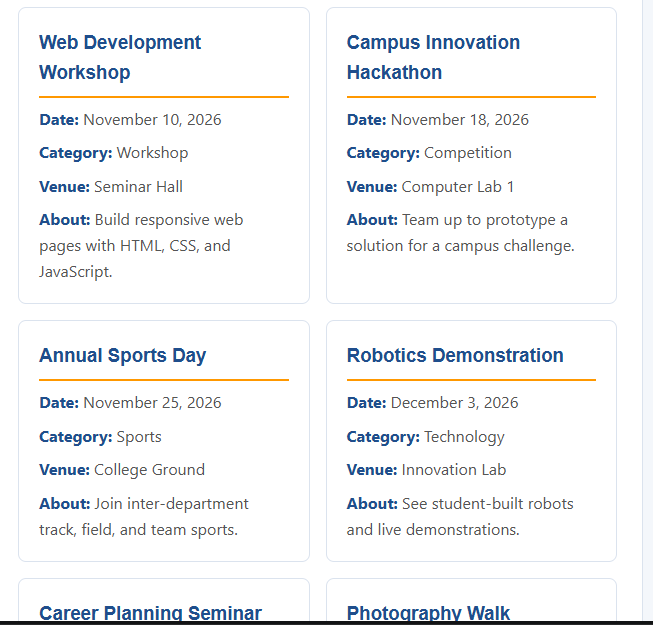 Web Development
Workshop
Date: November 10, 2026
Category: Workshop
Venue: Seminar Hall
About: Build responsive web
pages with HTML, CSS, and
JavaScript.
Campus Innovation
Hackathon
Date: November 18, 2026
Category: Competition
Venue: Computer Lab 1
About: Team up to prototype a
solution for a campus challenge.
Annual Sports Day
Date: November 25, 2026
Category: Sports
Venue: College Ground
About: Join inter-department
track, field, and team sports.
Robotics Demonstration
Date: December 3, 2026
Category: Technology
Venue: Innovation Lab
About: See student-built robots
and live demonstrations.
Career Planning Seminar
Photography Walk